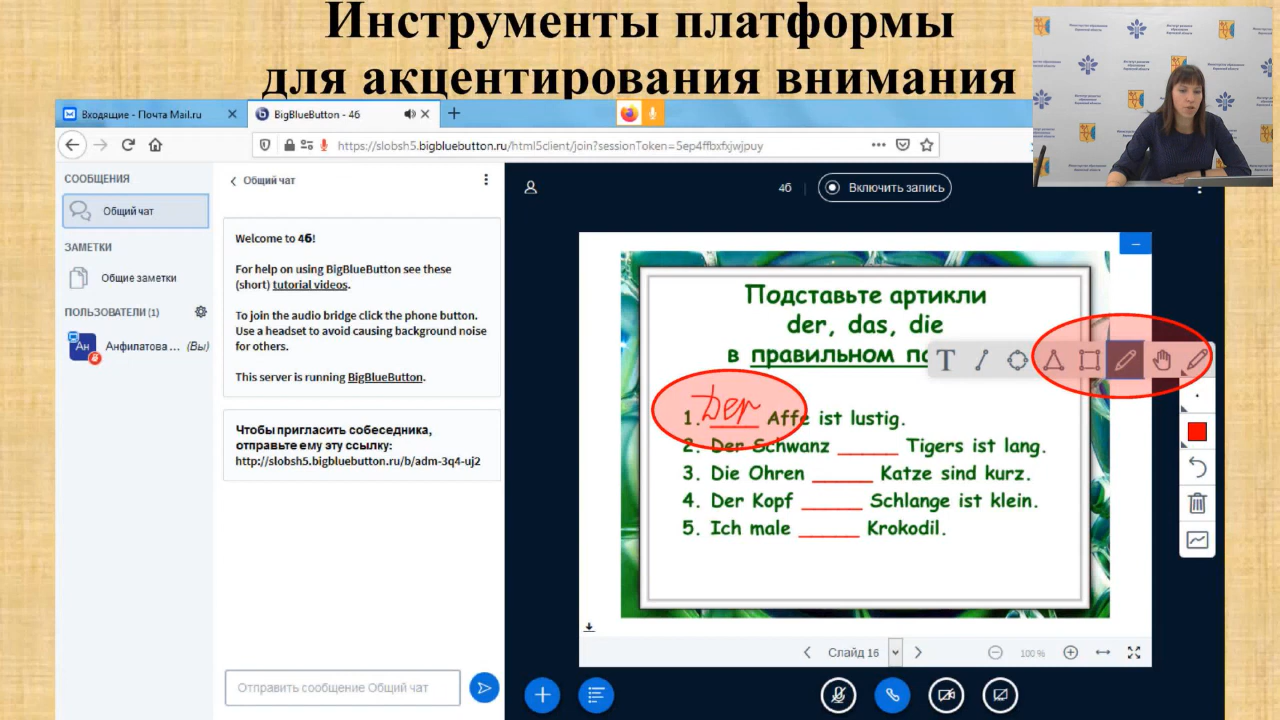 Инструменты платформы
для акцентирования внимания
Входящие - Почта Mail.ru
BigBlueButton - 4б
https://slobsh5.bigbluebutton.ru/html5client/join?sessionToken=5ep4ffbxfxjwjpuy
СООБЩЕНИЯ
Общий чат
ЗАМЕТКИ
Общие заметки
ПОЛЬЗОВАТЕЛИ (1)
Ан
Анфилатова ... (Вы)
Общий чат
Welcome to 4б!
For help on using BigBlueButton see these
(short) tutorial videos.
To join the audio bridge click the phone button.
Use a headset to avoid causing background noise
for others.
This server is running BigBlueButton.
Чтобы пригласить собеседника,
отправьте ему эту ссылку:
http://slobsh5.bigbluebutton.ru/b/adm-3q4-uj2
Отправить сообщение Общий чат
4б
Включить запись
Подставьте артикли
der, das, die
в правильном па
T
1. Der Affe ist lustig.
2. Der Schwanz _____ Tigers ist lang.
3. Die Ohren _____ Katze sind kurz.
4. Der Kopf _____ Schlange ist klein.
5. Ich male _____ Krokodil.
Слайд 16
100 %